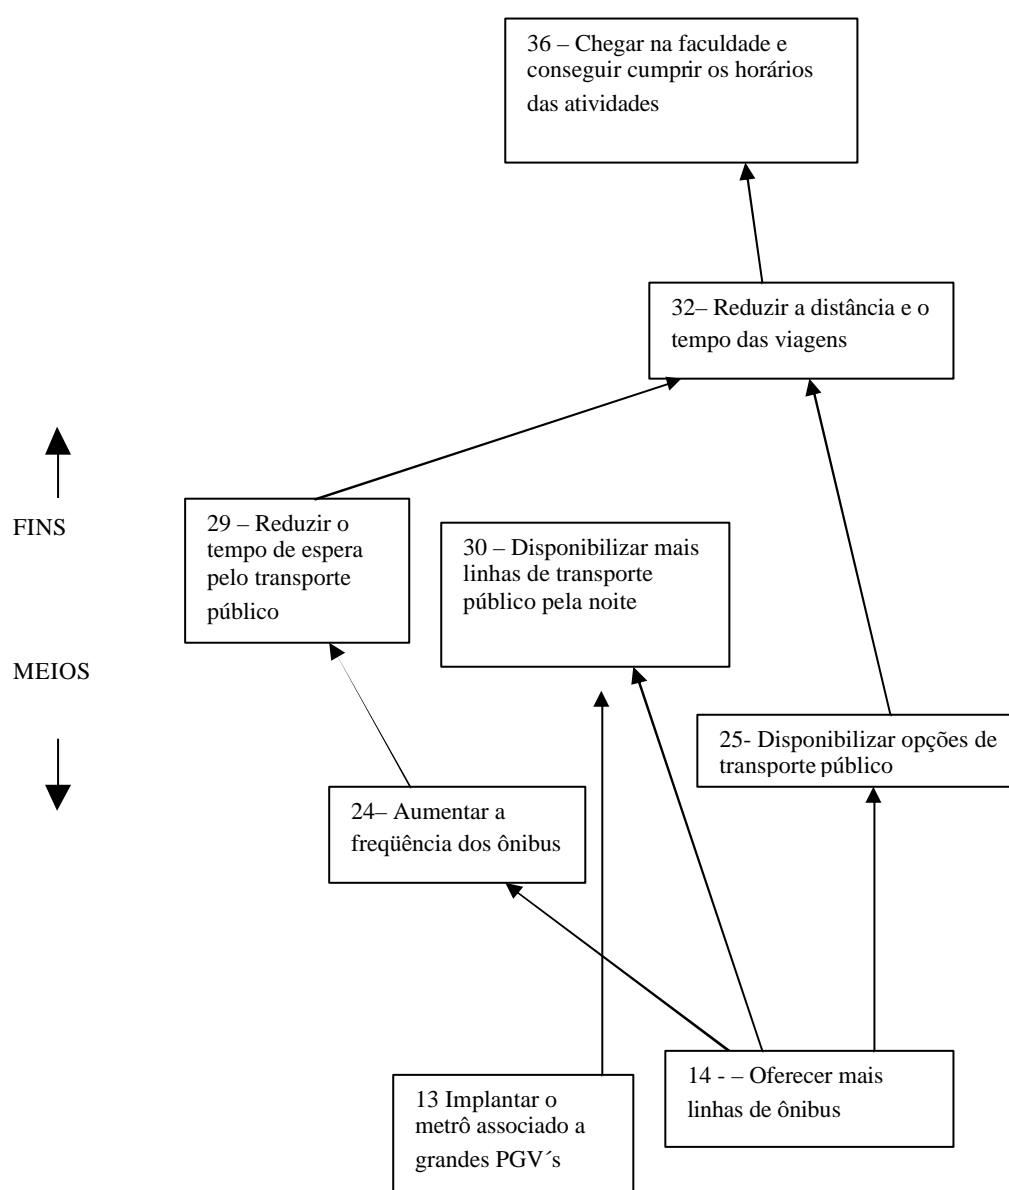 36 – Chegar na faculdade e
conseguir cumprir os horários
das atividades
32– Reduzir a distância e o
tempo das viagens
FINS
29 – Reduzir o
tempo de espera
pelo transporte
público
30 – Disponibilizar mais
linhas de transporte
público pela noite
MEIOS
25- Disponibilizar opções de
transporte público
24– Aumentar a
freqüência dos ônibus
14 - – Oferecer mais
linhas de ônibus
13 Implantar o
metrô associado a
grandes PGV´s